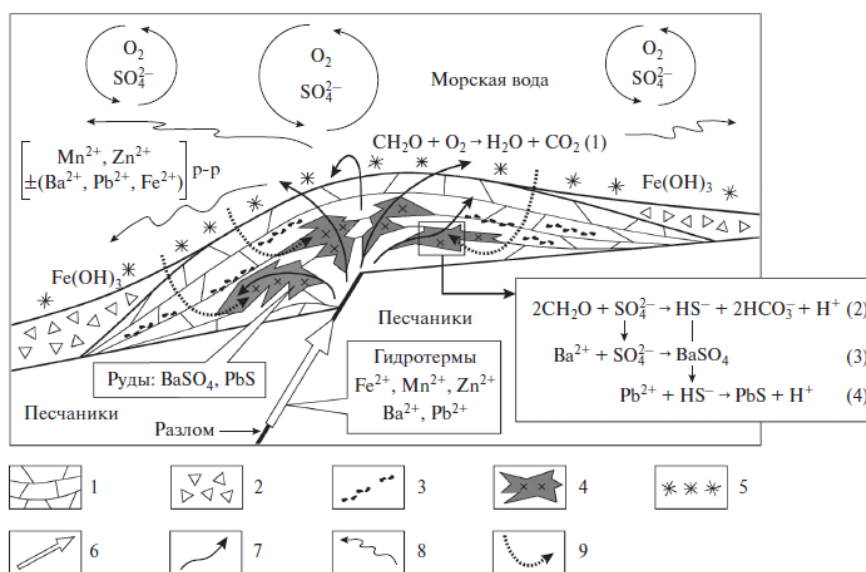 O₂
SO₄²⁻
O₂
SO₄²⁻
O₂
SO₄²⁻
Морская вода
CH₂O + O₂ → H₂O + CO₂ (1)
Mn²⁺, Zn²⁺
±(Ba²⁺, Pb²⁺, Fe²⁺)
р-р
Fe(OH)₃
Fe(OH)₃
Песчаники
Руды: BaSO₄, PbS
Гидротермы
Fe²⁺, Mn²⁺, Zn²⁺
Ba²⁺, Pb²⁺
Песчаники
Разлом
2CH₂O + SO₄²⁻ → HS⁻ + 2HCO₃⁻ + H⁺ (2)
Ba²⁺ + SO₄²⁻ → BaSO₄ (3)
Pb²⁺ + HS⁻ → PbS + H⁺ (4)
1
2
3
4
5
6
7
8
9